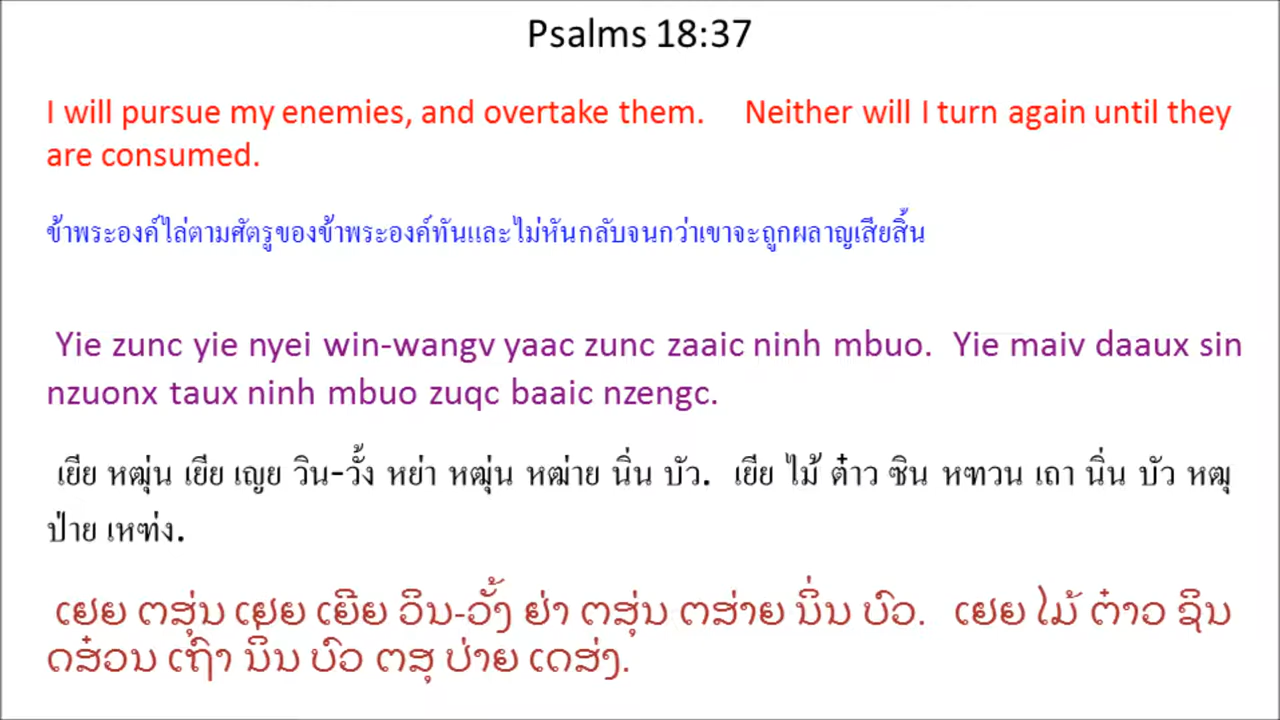 Psalms 18:37
I will pursue my enemies, and overtake them. Neither will I turn again until they
are consumed.
ข้าพระองค์ไล่ตามศัตรูของข้าพระองค์ทันและไม่หันกลับจนกว่าเขาจะถูกผลาญเสียสิ้น
Yie zunc yie nyei win-wangv yaac zunc zaaic ninh mbuo. Yie maiv daaux sin
nzuonx taux ninh mbuo zuqc baaic nzengc.
เยีย หฒุ่น เยีย เญย วิน-วั้ง หย่า หฒุ่น หฒ่าย นิ่น บัว. เยีย ไม้ ต๋าว ซิน หฑวน เถา นิ่น บัว หฒุ
ป่าย เหฑ่ง.
ເຢຍ ຕສຸ່ນ ເຢຍ ເຍີຍ ວິນ-ວັ້ງ ຢ່າ ຕສຸ່ນ ຕສ່າຍ ນິ່ນ ບົວ. ເຢຍ ໄມ້ ຕ໋າວ ຊິນ
ດສ໋ວນ ເຖົາ ນິ່ນ ບົວ ຕສຸ ປ່າຍ ເດສ່ງ.